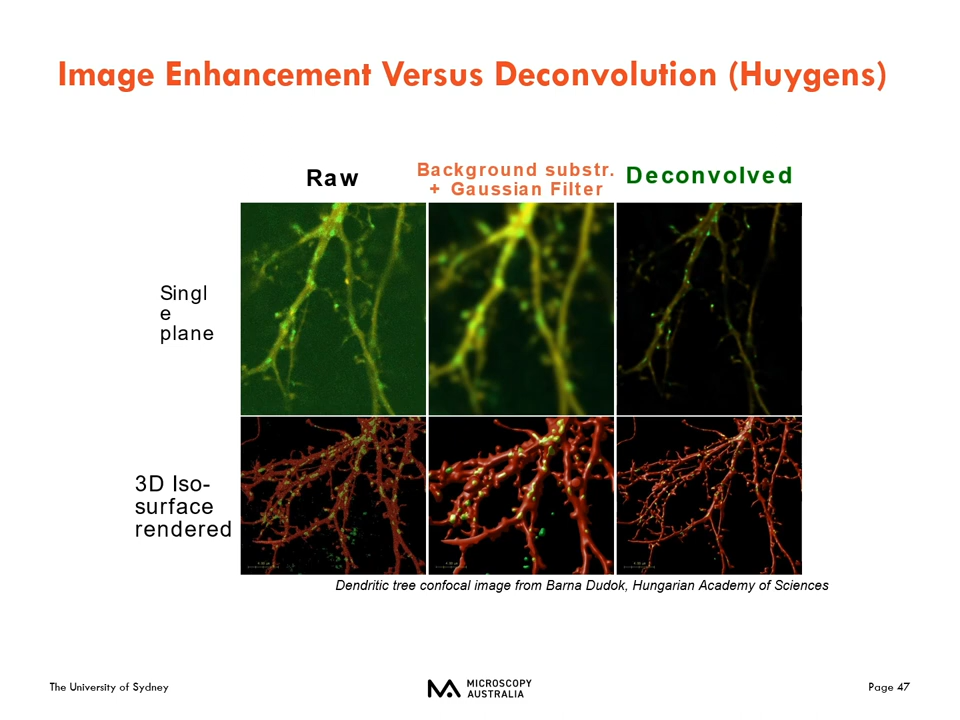 Image Enhancement Versus Deconvolution (Huygens)
Raw
Background substr.
+ Gaussian Filter
Deconvolved
Singl
e
plane
3D Iso-
surface
rendered
Dendritic tree confocal image from Barna Dudok, Hungarian Academy of Sciences
The University of Sydney
MICROSCOPY
AUSTRALIA
Page 47